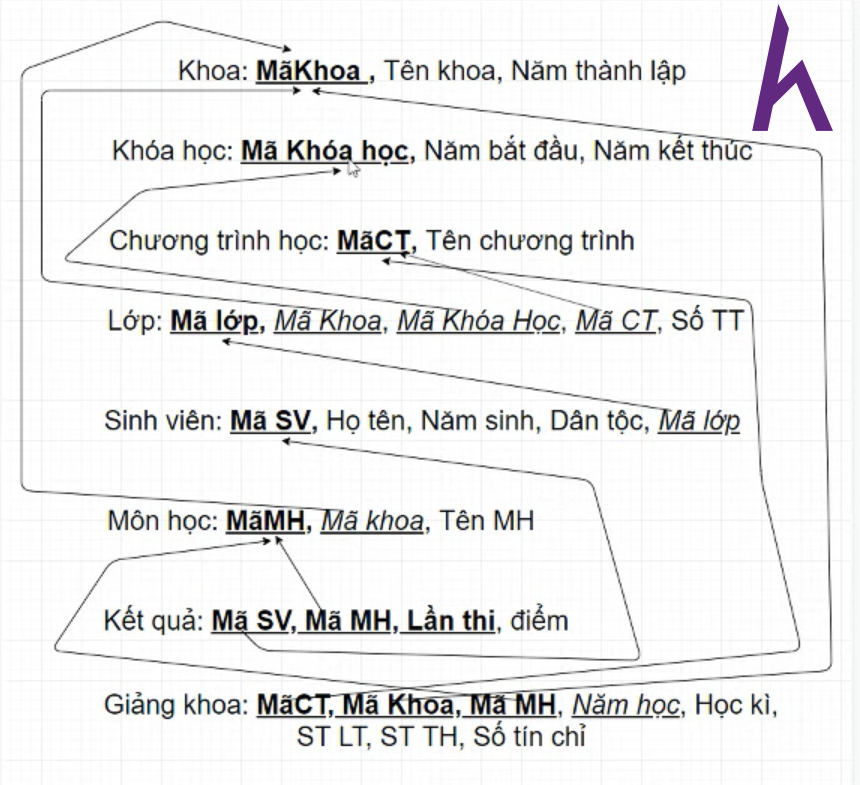 Khoa: MãKhoa , Tên khoa, Năm thành lập
Khóa học: Mã Khóa học, Năm bắt đầu, Năm kết thúc
Chương trình học: MãCT, Tên chương trình
Lớp: Mã lớp, Mã Khoa, Mã Khóa Học, Mã CT, Số TT
Sinh viên: Mã SV, Họ tên, Năm sinh, Dân tộc, Mã lớp
Môn học: MãMH, Mã khoa, Tên MH
Kết quả: Mã SV, Mã MH, Lần thi, điểm
Giảng khoa: MãCT, Mã Khoa, Mã MH, Năm học, Học kì,
ST LT, ST TH, Số tín chỉ